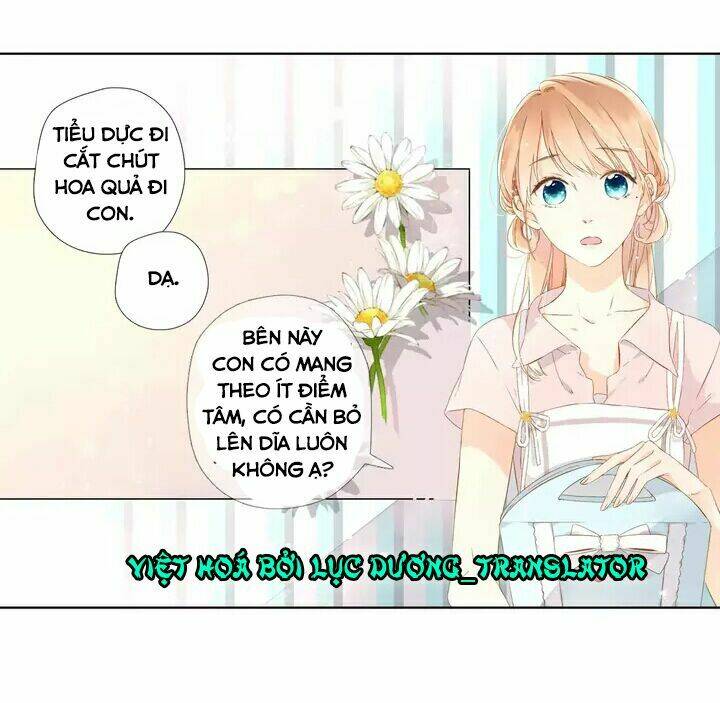 TIỂU DỰC ĐI
CẮT CHÚT
HOA QUẢ ĐI
CON.
DẠ.
BÊN NÀY
CON CÓ MANG
THEO ÍT ĐIỂM
TÂM, CÓ CẦN BỎ
LÊN DĨA LUÔN
KHÔNG Ạ?
VIỆT HOÁ BỞI LỤC DƯƠNG_TRANSLATOR